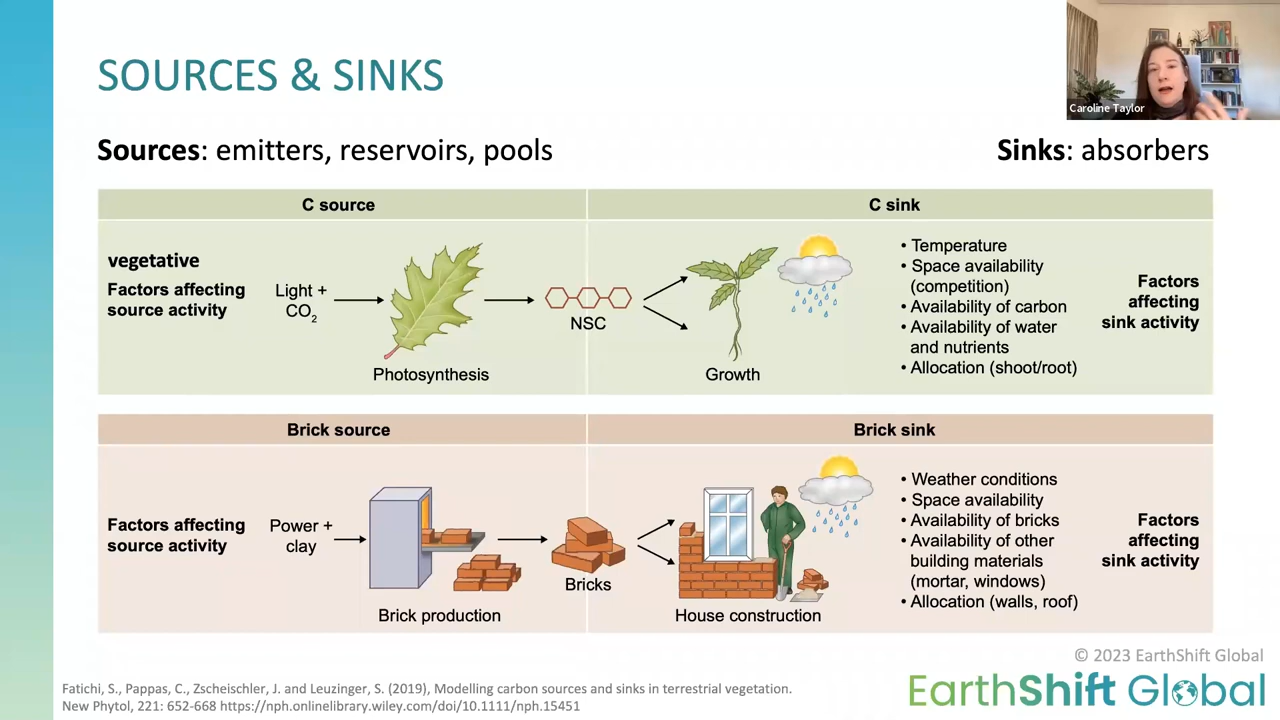 SOURCES & SINKS
Caroline Taylor
Sources: emitters, reservoirs, pools
Sinks: absorbers
C source
C sink
vegetative
Factors affecting
source activity
Light +
CO2
Photosynthesis
NSC
Growth
• Temperature
• Space availability
(competition)
• Availability of carbon
• Availability of water
and nutrients
• Allocation (shoot/root)
Factors
affecting
sink activity
Brick source
Brick sink
Factors affecting
source activity
Power +
clay
Brick production
Bricks
House construction
• Weather conditions
• Space availability
• Availability of bricks
• Availability of other
building materials
(mortar, windows)
• Allocation (walls, roof)
Factors
affecting
sink activity
© 2023 EarthShift Global
Fatichi, S., Pappas, C., Zscheischler, J. and Leuzinger, S. (2019), Modelling carbon sources and sinks in terrestrial vegetation.
New Phytol, 221: 652-668 https://nph.onlinelibrary.wiley.com/doi/10.1111/nph.15451
EarthShift Global